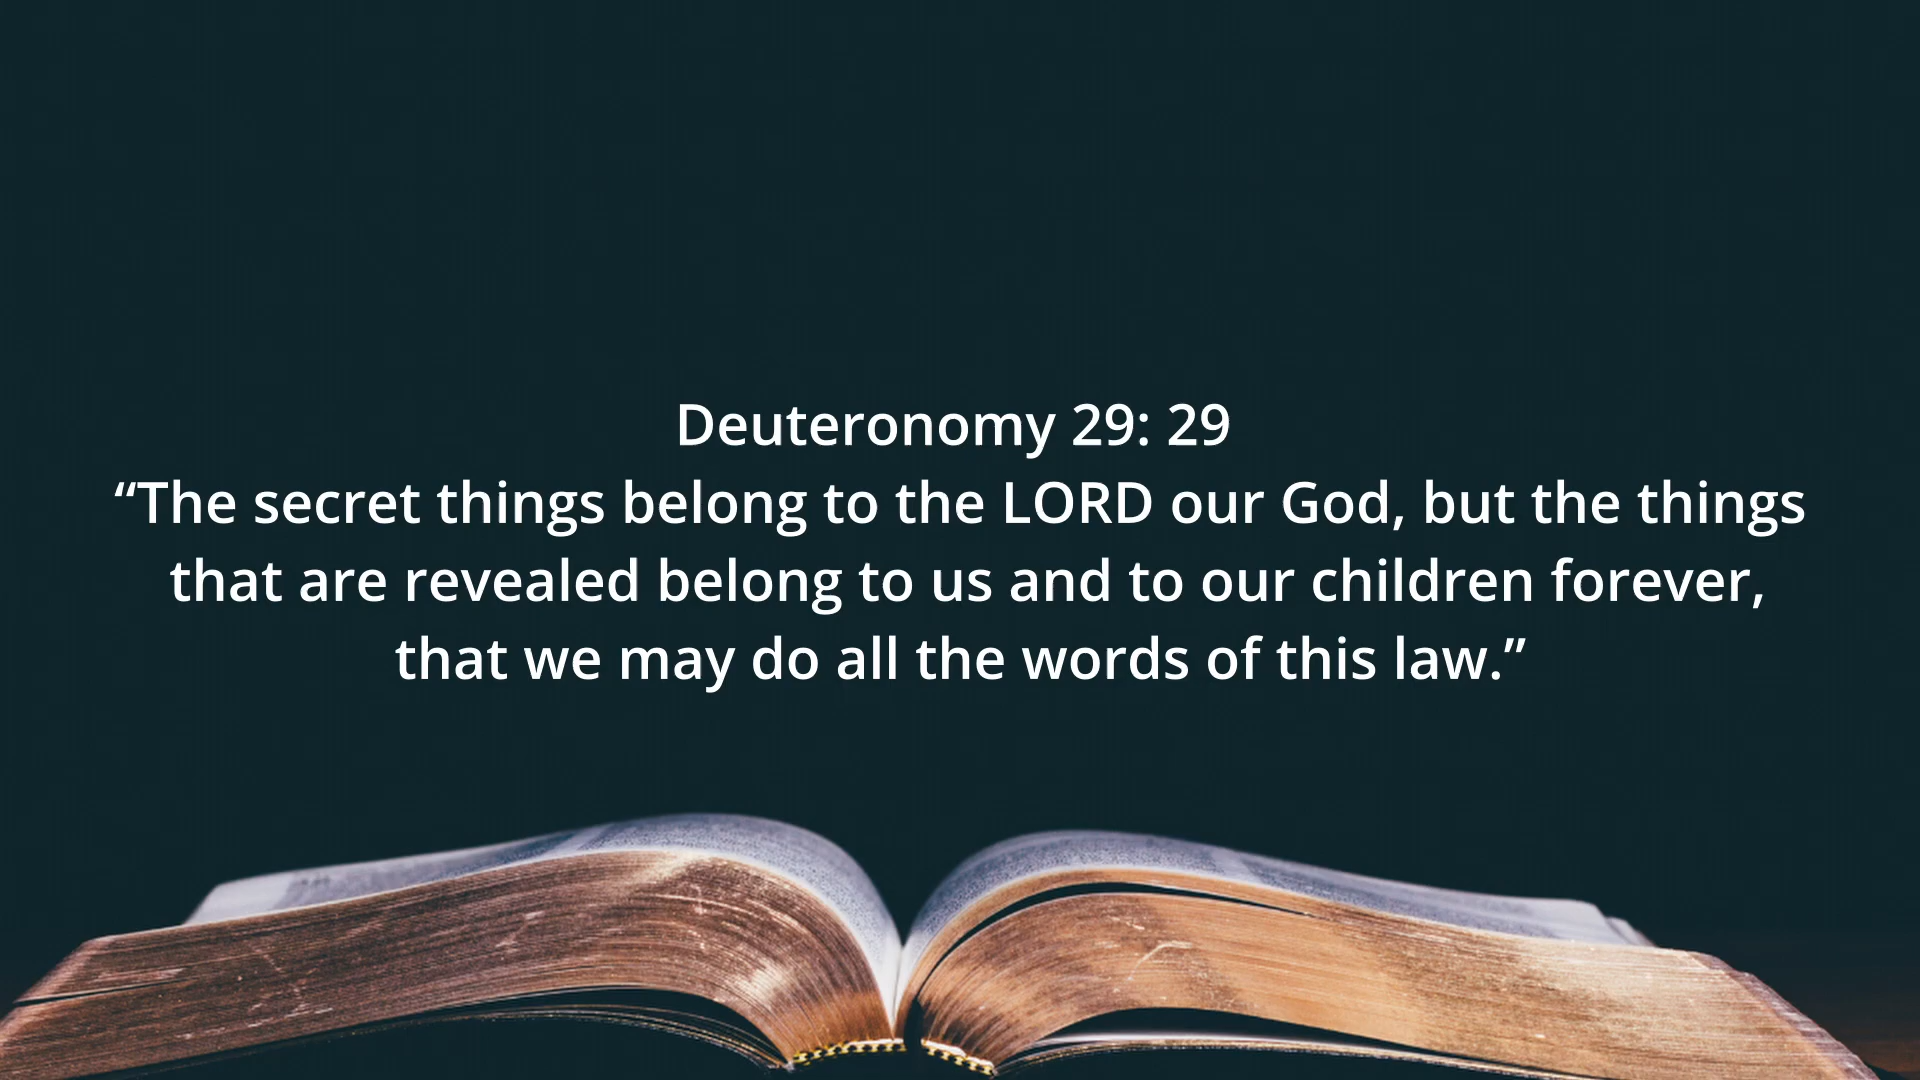 Deuteronomy 29: 29
“The secret things belong to the LORD our God, but the things
that are revealed belong to us and to our children forever,
that we may do all the words of this law.”